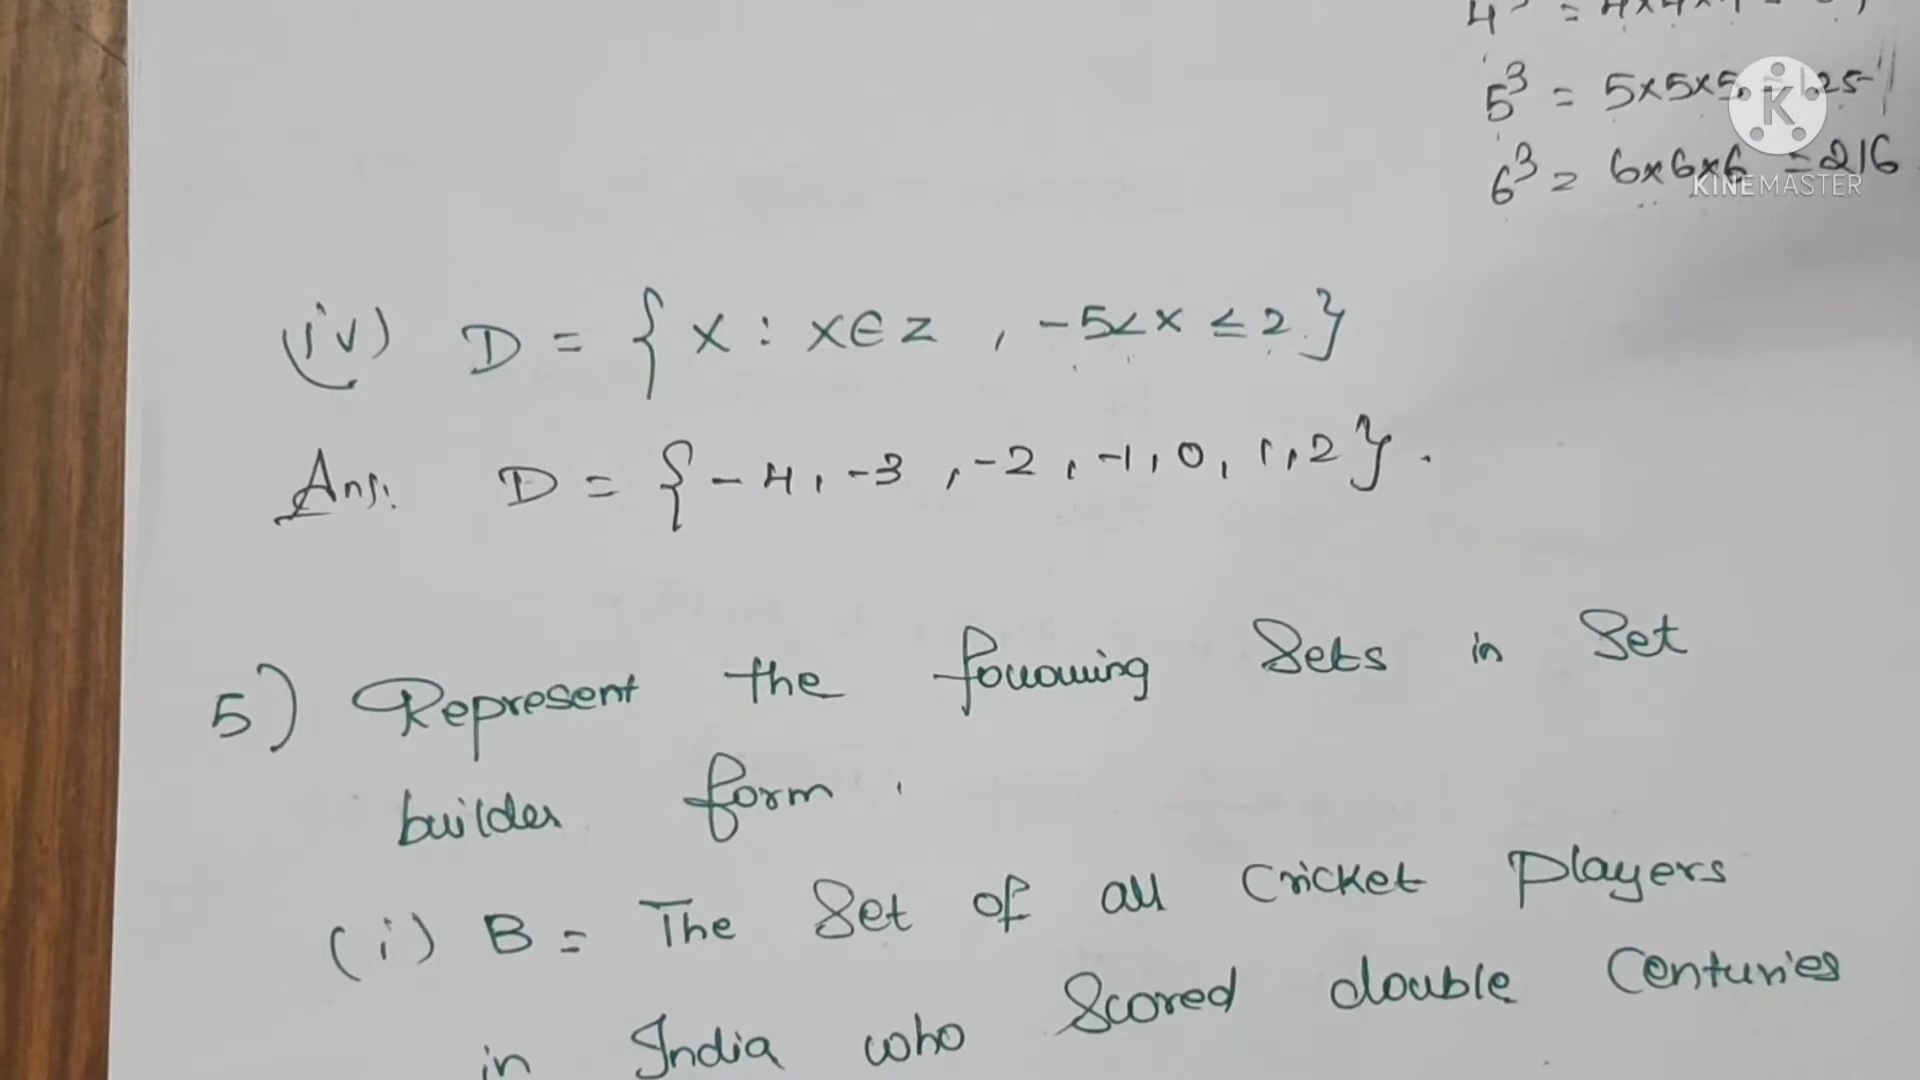 5³ = 5×5×5 = 125
6³ = 6×6×6 = 216
K
KINEMASTER
(iv) D = { x : x∈z , -5< x ≤ 2 }
Ans: D = { -4, -3 , -2 , -1, 0, 1, 2 } .
5) Represent the following sets in set
builder form .
(i) B = The set of all cricket players
in India who scored double centuries